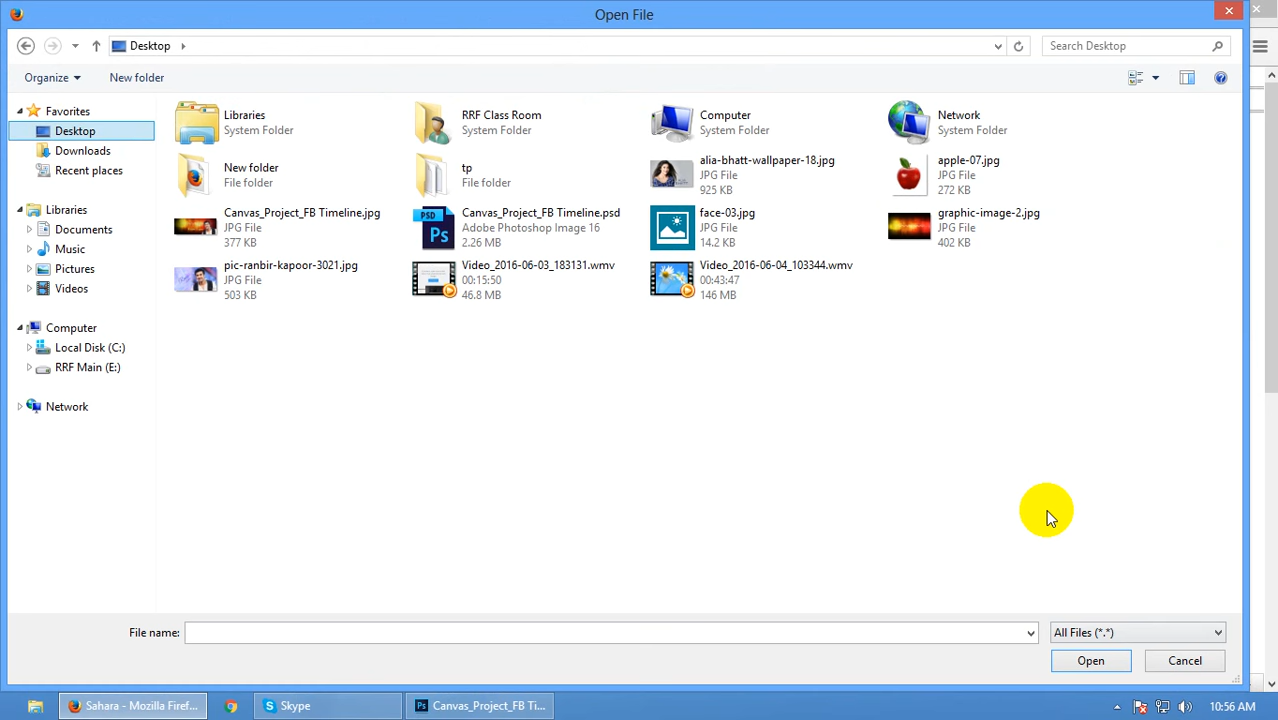 Open File
Desktop
Search Desktop
Organize
New folder
Favorites
Desktop
Downloads
Recent places
Libraries
Documents
Music
Pictures
Videos
Computer
Local Disk (C:)
RRF Main (E:)
Network
Libraries
System Folder
RRF Class Room
System Folder
Computer
System Folder
Network
System Folder
New folder
File folder
tp
File folder
alia-bhatt-wallpaper-18.jpg
JPG File
925 KB
apple-07.jpg
JPG File
272 KB
Canvas_Project_FB Timeline.jpg
JPG File
377 KB
PSD
Ps
Canvas_Project_FB Timeline.psd
Adobe Photoshop Image 16
2.26 MB
face-03.jpg
JPG File
14.2 KB
graphic-image-2.jpg
JPG File
402 KB
pic-ranbir-kapoor-3021.jpg
JPG File
503 KB
Video_2016-06-03_183131.wmv
00:15:50
46.8 MB
Video_2016-06-04_103344.wmv
00:43:47
146 MB
File name:
All Files (*.*)
Open
Cancel
Sahara - Mozilla Firef...
Skype
Ps
Canvas_Project_FB Ti...
10:56 AM